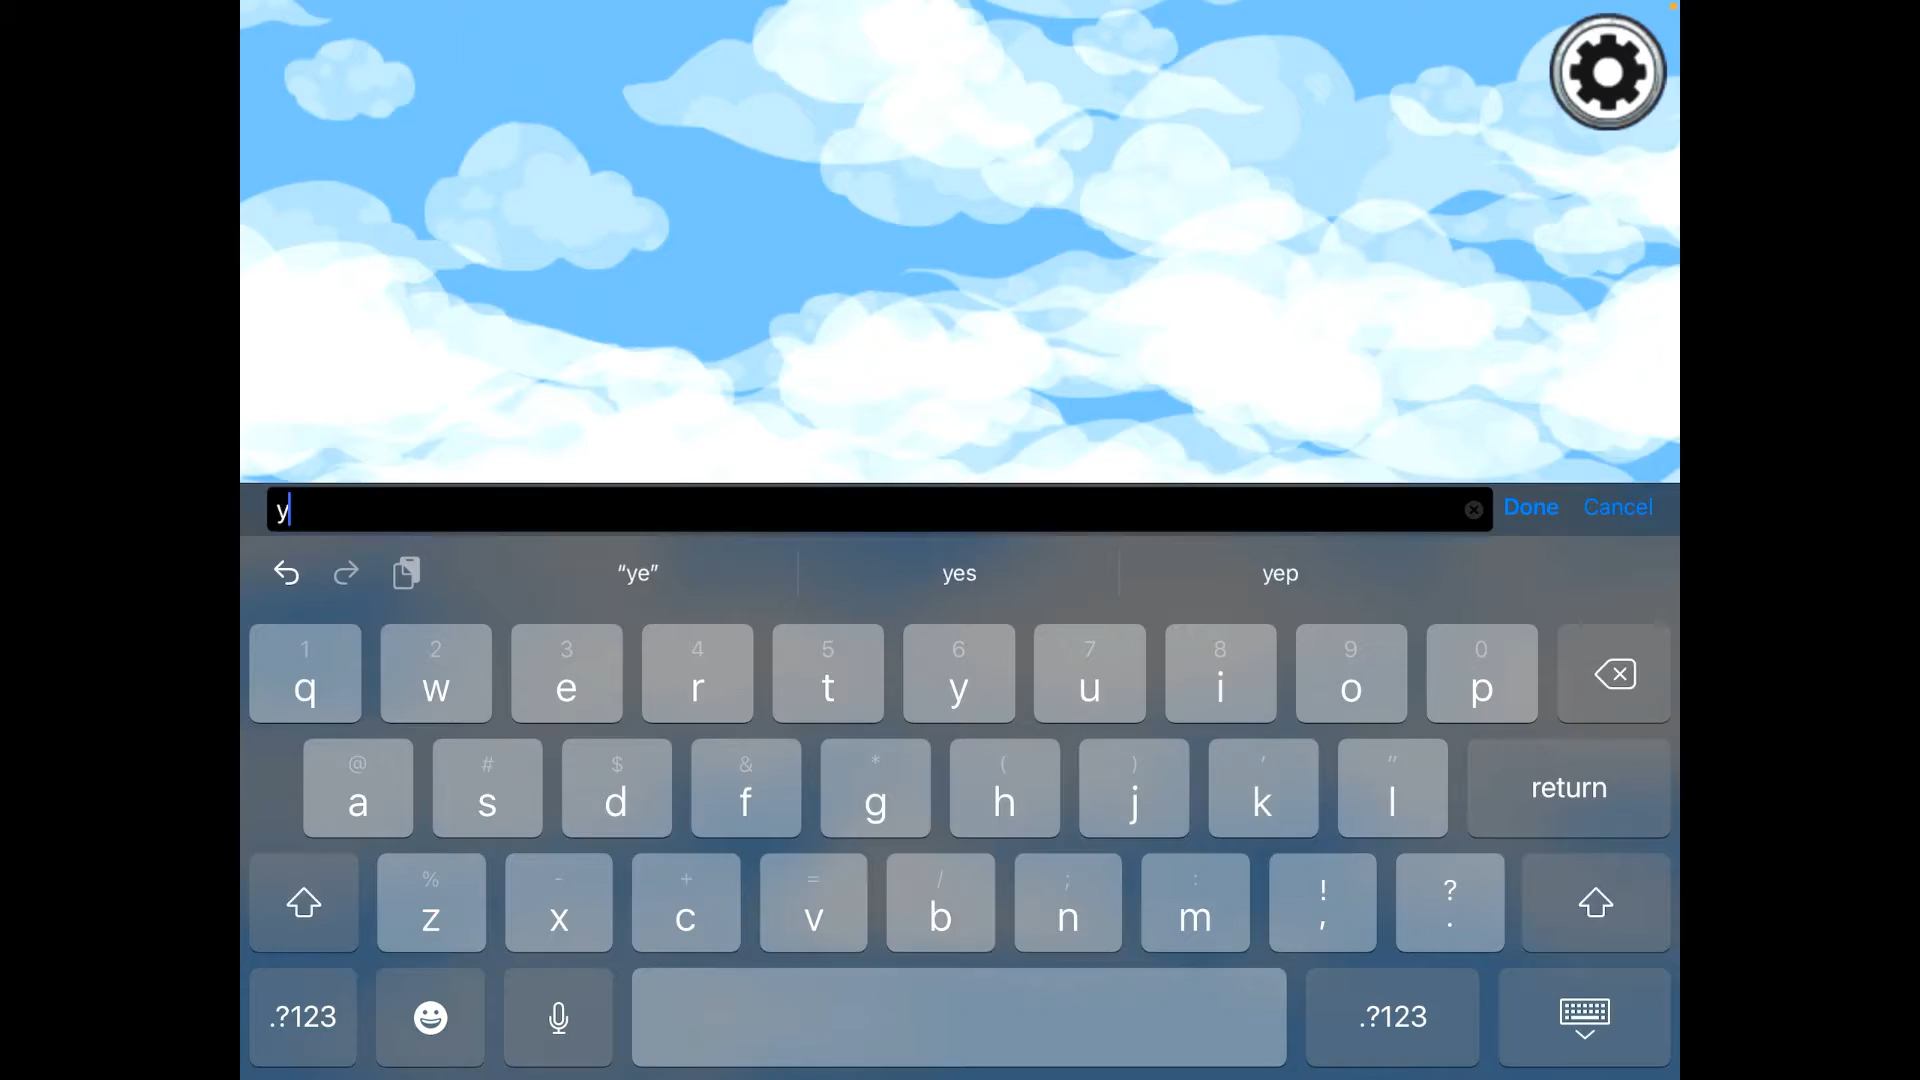 y
Done Cancel
“ye” yes yep
1 2 3 4 5 6 7 8 9 0
q w e r t y u i o p
@ # $ & * ( ) ' "
a s d f g h j k l return
% - + = / ; : ! ?
z x c v b n m , .
.?123 .?123